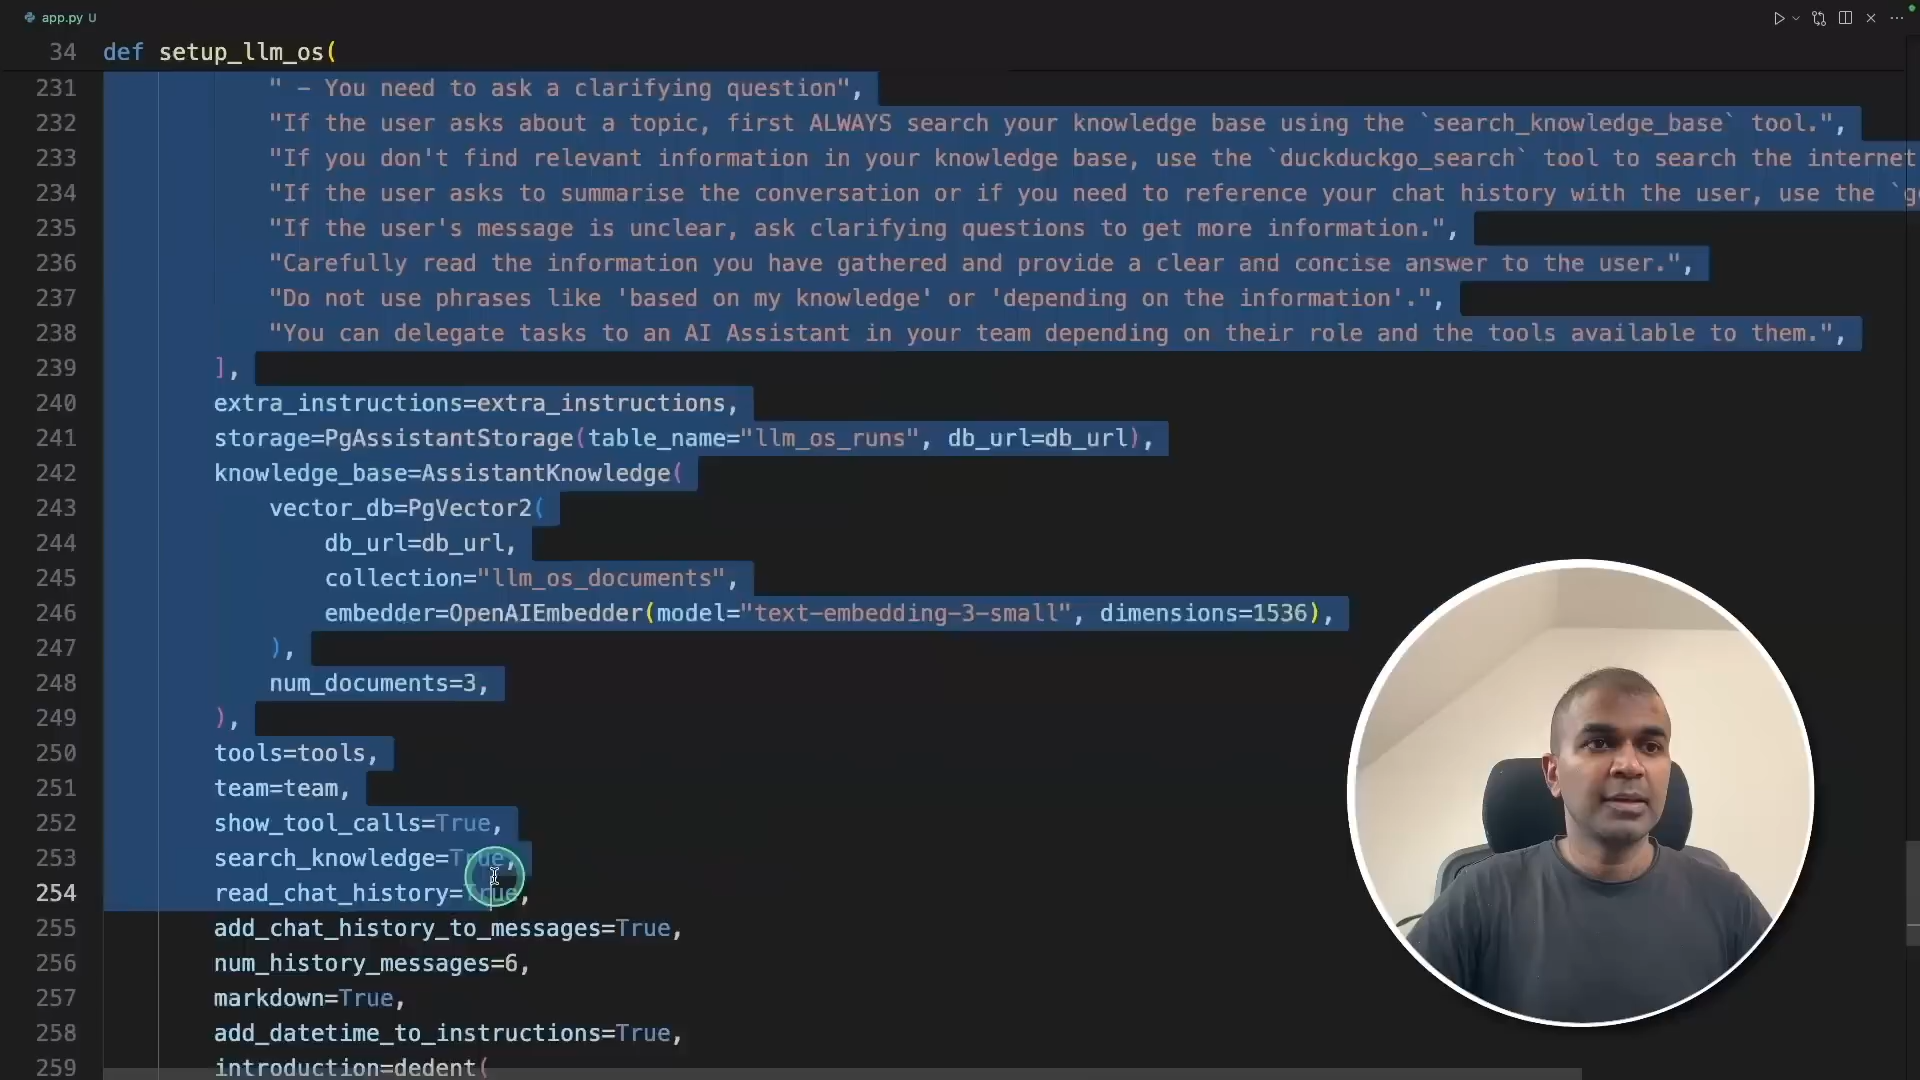 app.py U
34 def setup_llm_os(
231 " - You need to ask a clarifying question",
232 "If the user asks about a topic, first ALWAYS search your knowledge base using the `search_knowledge_base` tool.",
233 "If you don't find relevant information in your knowledge base, use the `duckduckgo_search` tool to search the internet
234 "If the user asks to summarise the conversation or if you need to reference your chat history with the user, use the `g
235 "If the user's message is unclear, ask clarifying questions to get more information.",
236 "Carefully read the information you have gathered and provide a clear and concise answer to the user.",
237 "Do not use phrases like 'based on my knowledge' or 'depending on the information'.",
238 "You can delegate tasks to an AI Assistant in your team depending on their role and the tools available to them.",
239 ],
240 extra_instructions=extra_instructions,
241 storage=PgAssistantStorage(table_name="llm_os_runs", db_url=db_url),
242 knowledge_base=AssistantKnowledge(
243 vector_db=PgVector2(
244 db_url=db_url,
245 collection="llm_os_documents",
246 embedder=OpenAIEmbedder(model="text-embedding-3-small", dimensions=1536),
247 ),
248 num_documents=3,
249 ),
250 tools=tools,
251 team=team,
252 show_tool_calls=True,
253 search_knowledge=True,
254 read_chat_history=True,
255 add_chat_history_to_messages=True,
256 num_history_messages=6,
257 markdown=True,
258 add_datetime_to_instructions=True,
259 introduction=dedent(